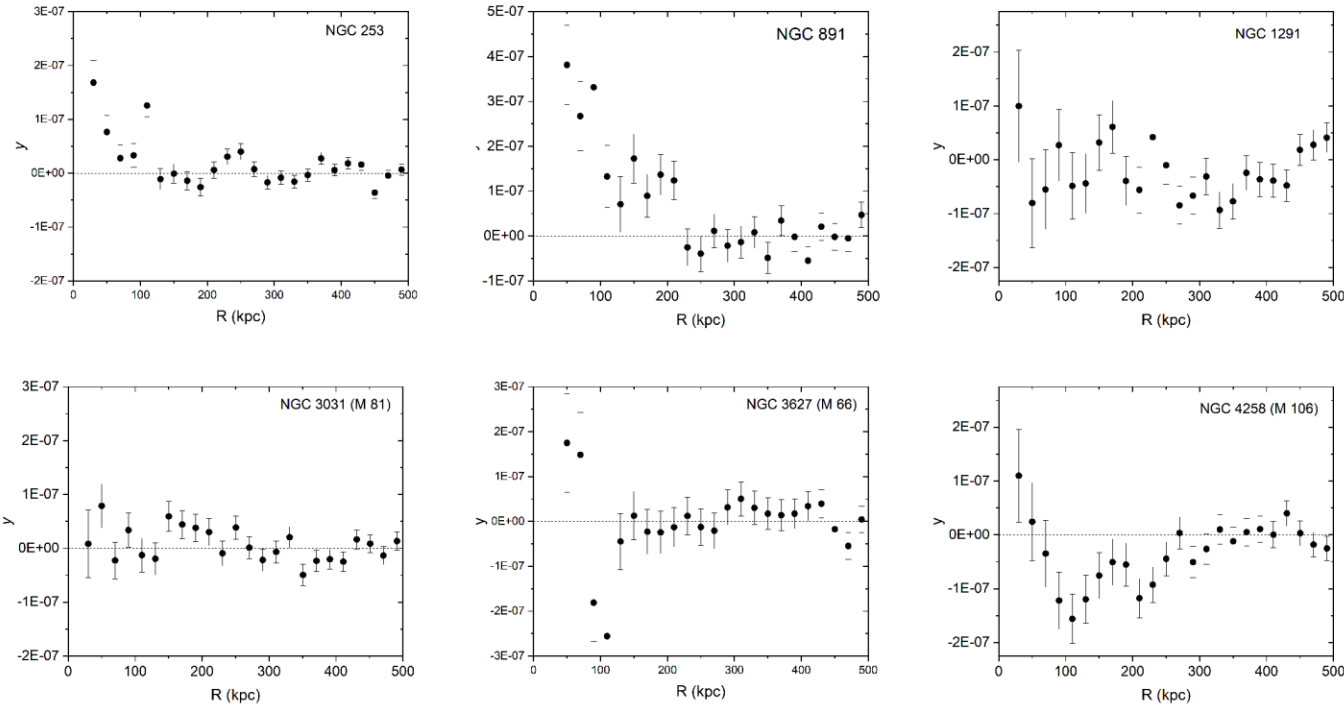 3E-07
2E-07
1E-07
0E+00
-1E-07
-2E-07
y
NGC 253
0
100
200
300
400
500
R (kpc)
5E-07
4E-07
3E-07
2E-07
1E-07
0E+00
-1E-07
NGC 891
0
100
200
300
400
500
R (kpc)
2E-07
1E-07
0E+00
-1E-07
-2E-07
y
NGC 1291
0
100
200
300
400
500
R (kpc)
3E-07
2E-07
1E-07
0E+00
-1E-07
-2E-07
y
NGC 3031 (M 81)
0
100
200
300
400
500
R (kpc)
3E-07
2E-07
1E-07
0E+00
-1E-07
-2E-07
-3E-07
y
NGC 3627 (M 66)
0
100
200
300
400
500
R (kpc)
2E-07
1E-07
0E+00
-1E-07
-2E-07
y
NGC 4258 (M 106)
0
100
200
300
400
500
R (kpc)